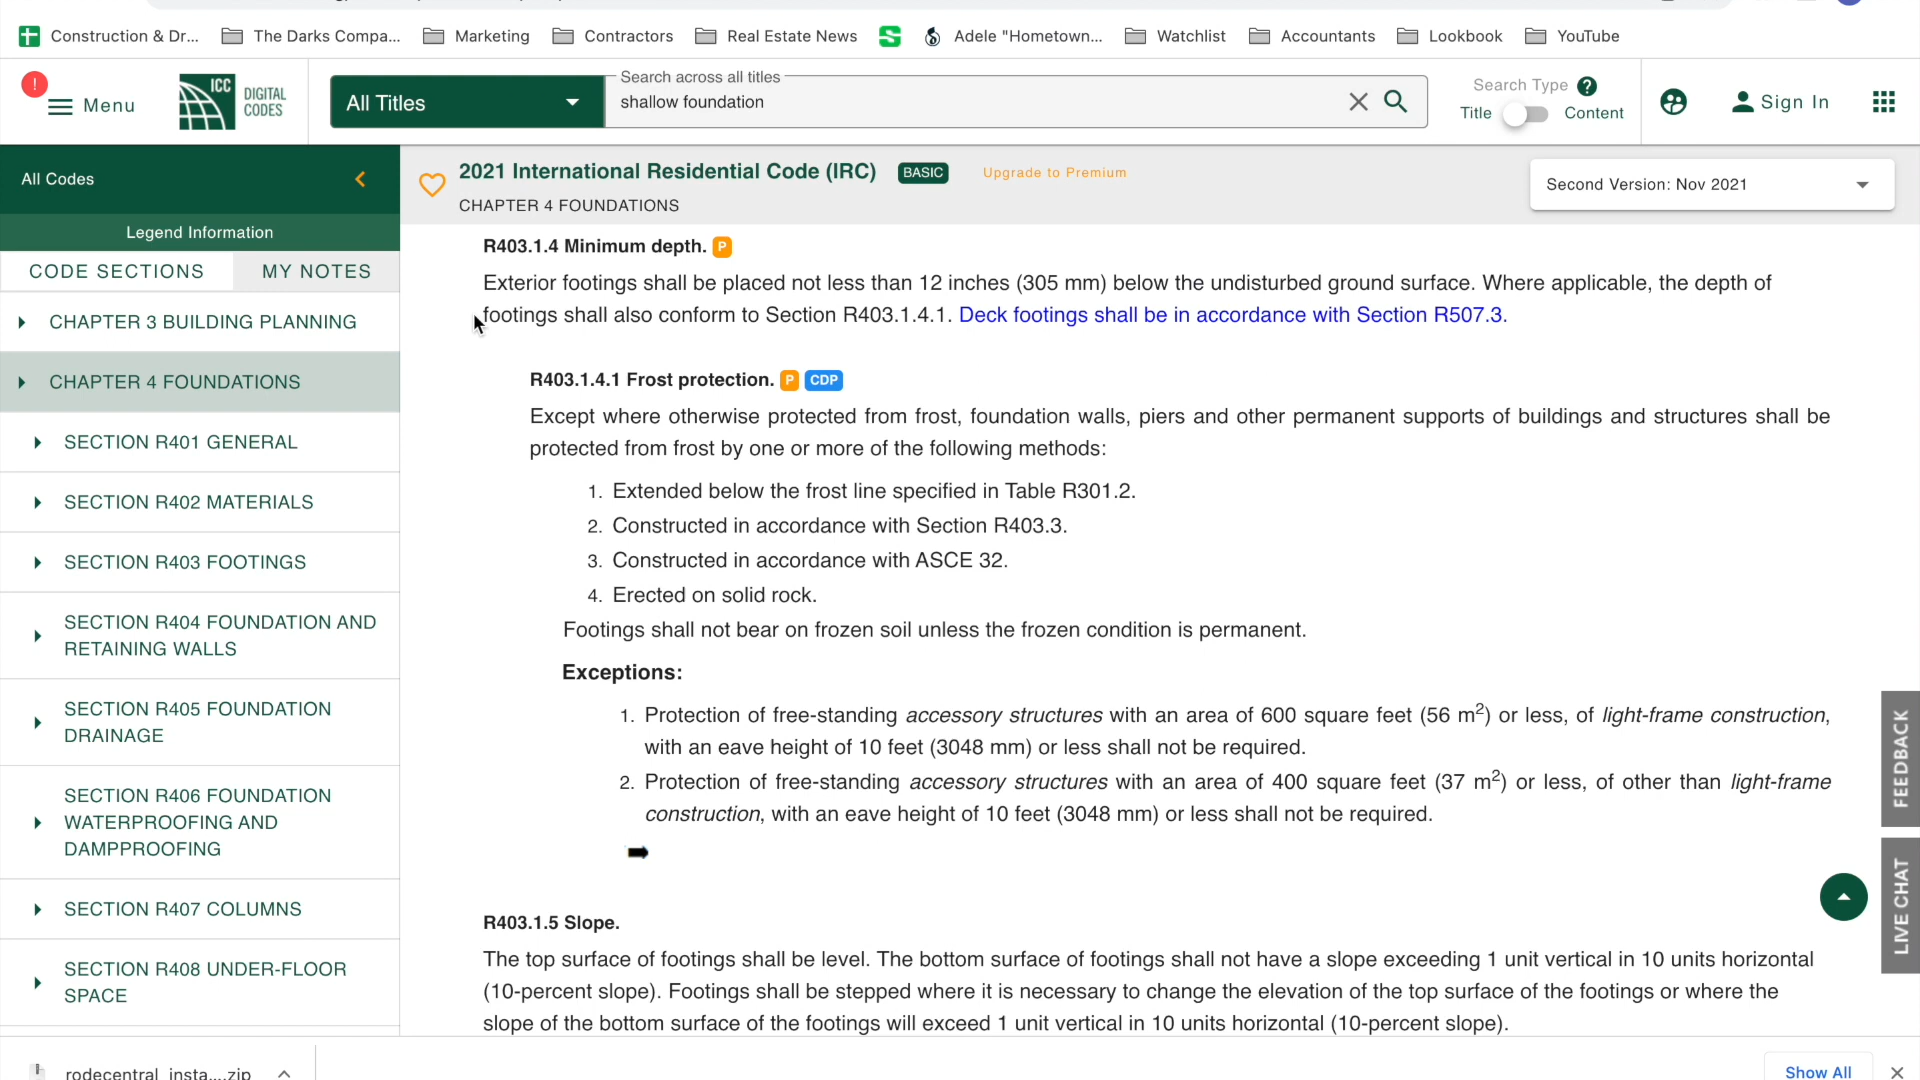 Construction & Dr...
The Darks Compa...
Marketing
Contractors
Real Estate News
Adele "Hometown...
Watchlist
Accountants
Lookbook
YouTube
!
Menu
ICC
DIGITAL
CODES
All Titles
Search across all titles
shallow foundation
Search Type ?
Title
Content
Sign In
All Codes
Legend Information
CODE SECTIONS
MY NOTES
CHAPTER 3 BUILDING PLANNING
CHAPTER 4 FOUNDATIONS
SECTION R401 GENERAL
SECTION R402 MATERIALS
SECTION R403 FOOTINGS
SECTION R404 FOUNDATION AND
RETAINING WALLS
SECTION R405 FOUNDATION
DRAINAGE
SECTION R406 FOUNDATION
WATERPROOFING AND
DAMPPROOFING
SECTION R407 COLUMNS
SECTION R408 UNDER-FLOOR
SPACE
2021 International Residential Code (IRC) BASIC Upgrade to Premium
CHAPTER 4 FOUNDATIONS
Second Version: Nov 2021
R403.1.4 Minimum depth. P
Exterior footings shall be placed not less than 12 inches (305 mm) below the undisturbed ground surface. Where applicable, the depth of
footings shall also conform to Section R403.1.4.1. Deck footings shall be in accordance with Section R507.3.
R403.1.4.1 Frost protection. P CDP
Except where otherwise protected from frost, foundation walls, piers and other permanent supports of buildings and structures shall be
protected from frost by one or more of the following methods:
1. Extended below the frost line specified in Table R301.2.
2. Constructed in accordance with Section R403.3.
3. Constructed in accordance with ASCE 32.
4. Erected on solid rock.
Footings shall not bear on frozen soil unless the frozen condition is permanent.
Exceptions:
1. Protection of free-standing accessory structures with an area of 600 square feet (56 m²) or less, of light-frame construction,
with an eave height of 10 feet (3048 mm) or less shall not be required.
2. Protection of free-standing accessory structures with an area of 400 square feet (37 m²) or less, of other than light-frame
construction, with an eave height of 10 feet (3048 mm) or less shall not be required.
R403.1.5 Slope.
The top surface of footings shall be level. The bottom surface of footings shall not have a slope exceeding 1 unit vertical in 10 units horizontal
(10-percent slope). Footings shall be stepped where it is necessary to change the elevation of the top surface of the footings or where the
slope of the bottom surface of the footings will exceed 1 unit vertical in 10 units horizontal (10-percent slope).
FEEDBACK
LIVE CHAT
rodecentral_insta....zip
Show All